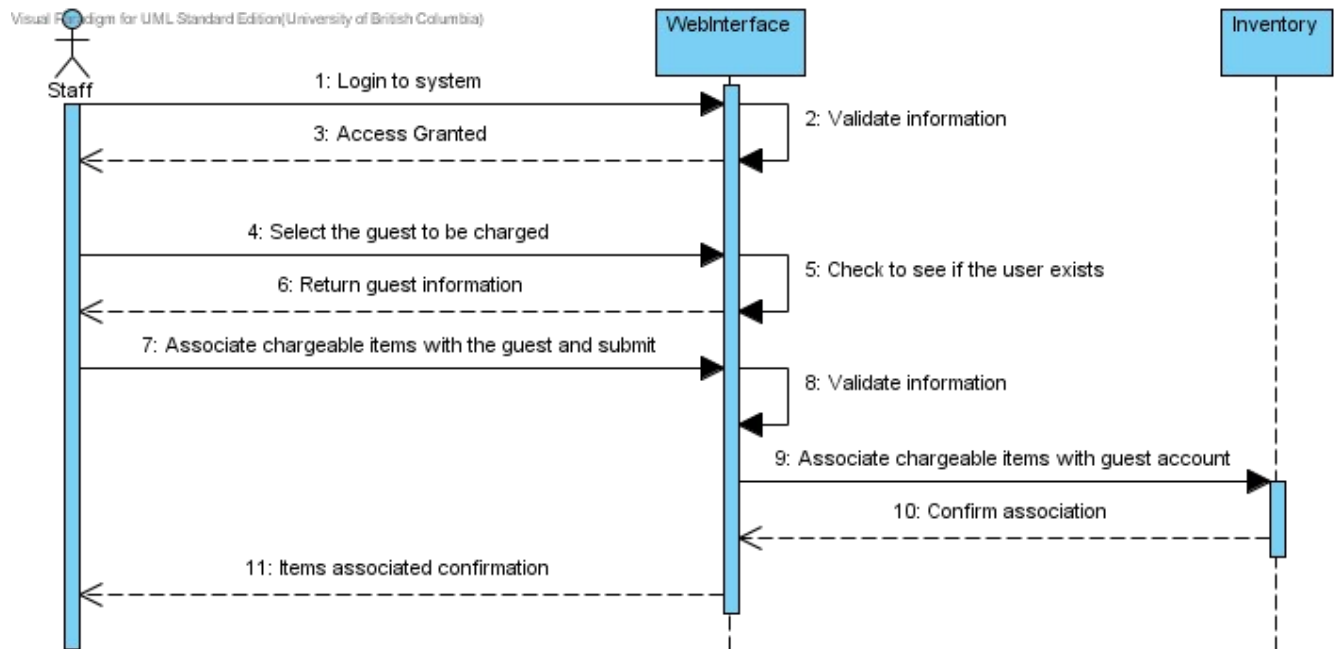 Visual Paradigm for UML Standard Edition(University of British Columbia)
Staff
WebInterface
Inventory
1: Login to system
2: Validate information
3: Access Granted
4: Select the guest to be charged
5: Check to see if the user exists
6: Return guest information
7: Associate chargeable items with the guest and submit
8: Validate information
9: Associate chargeable items with guest account
10: Confirm association
11: Items associated confirmation